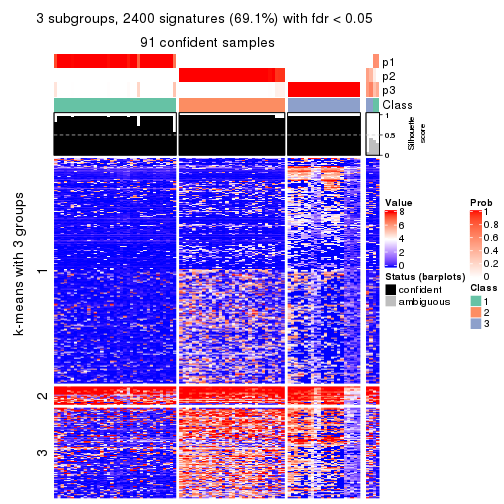 3 subgroups, 2400 signatures (69.1%) with fdr < 0.05
91 confident samples
p1
p2
p3
Class
1
0.5
0
Silhouette
score
k-means with 3 groups
1
2
3
Value
8
6
4
2
0
Status (barplots)
confident
ambiguous
Prob
1
0.8
0.6
0.4
0.2
0
Class
1
2
3